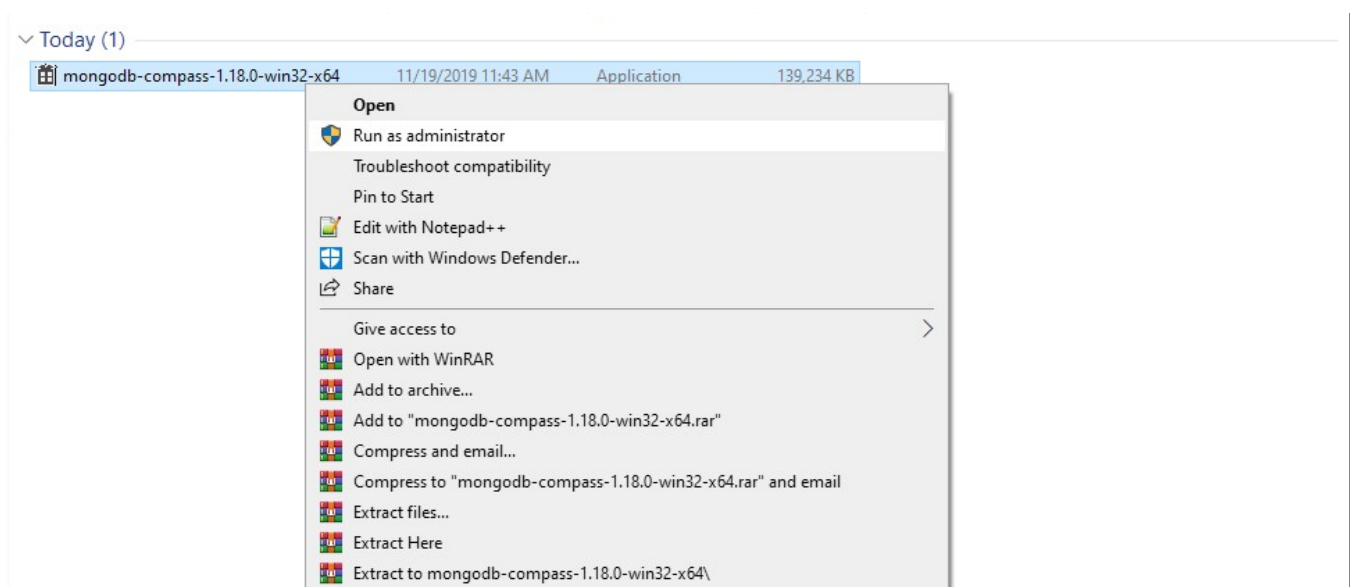 Today (1)
mongodb-compass-1.18.0-win32-x64 11/19/2019 11:43 AM Application 139,234 KB
Open
Run as administrator
Troubleshoot compatibility
Pin to Start
Edit with Notepad++
Scan with Windows Defender...
Share
Give access to
Open with WinRAR
Add to archive...
Add to "mongodb-compass-1.18.0-win32-x64.rar"
Compress and email...
Compress to "mongodb-compass-1.18.0-win32-x64.rar" and email
Extract files...
Extract Here
Extract to mongodb-compass-1.18.0-win32-x64\